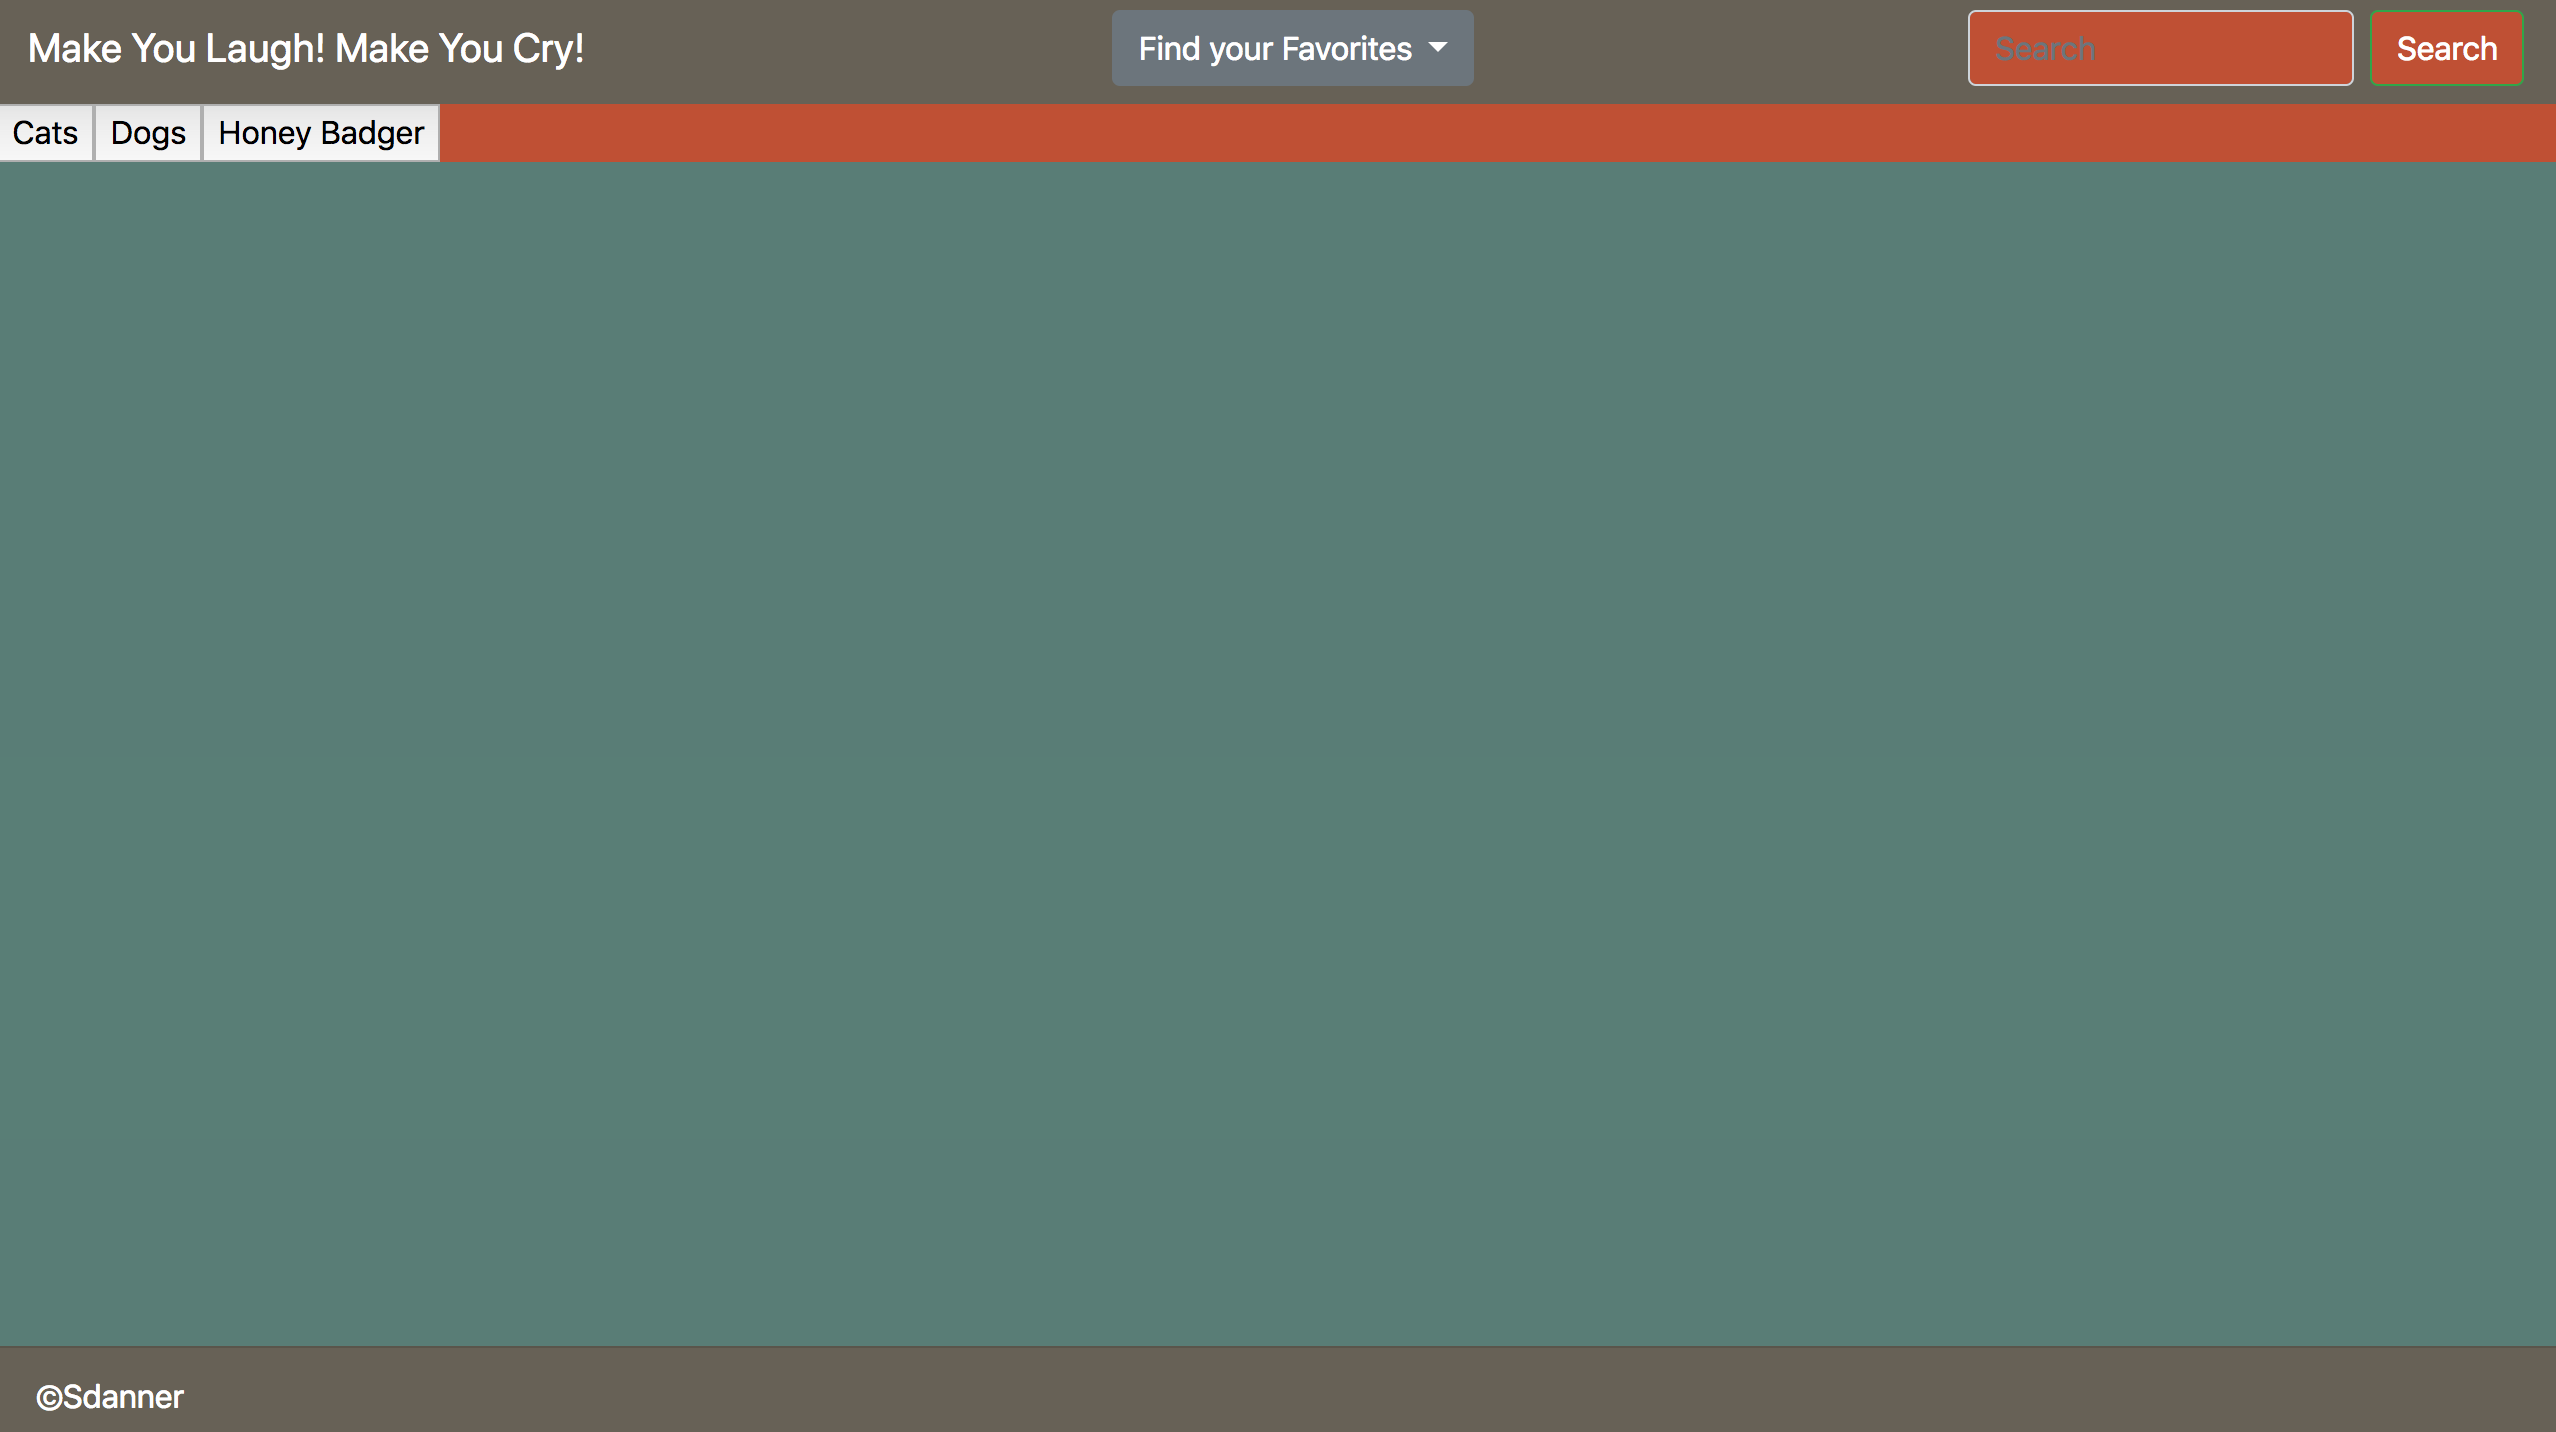 Make You Laugh! Make You Cry!
Find your Favorites
Search
Search
Cats
Dogs
Honey Badger
©Sdanner